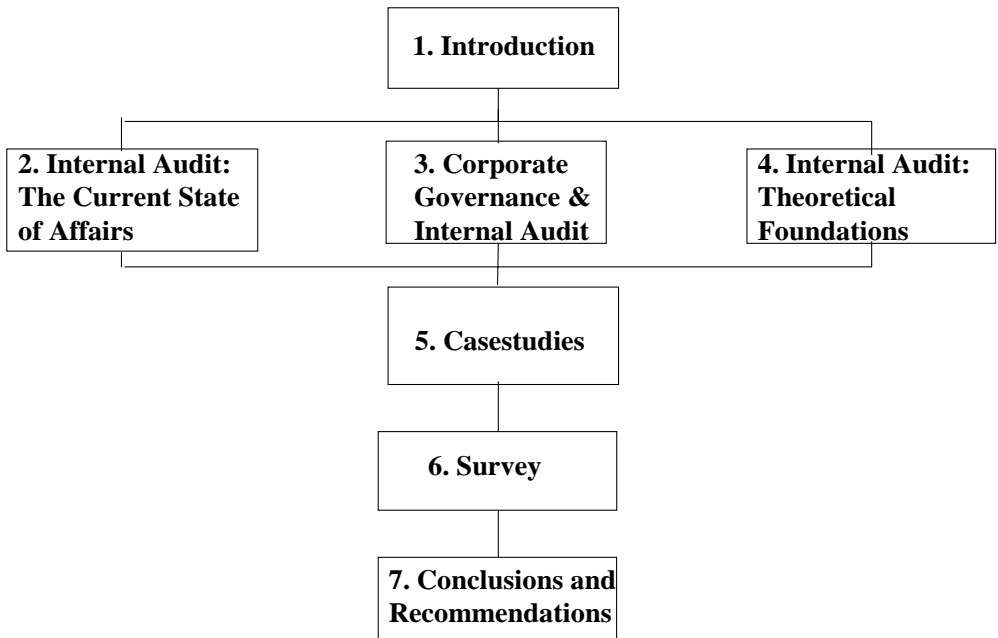 1. Introduction
2. Internal Audit:
The Current State
of Affairs
3. Corporate
Governance &
Internal Audit
4. Internal Audit:
Theoretical
Foundations
5. Casestudies
6. Survey
7. Conclusions and
Recommendations